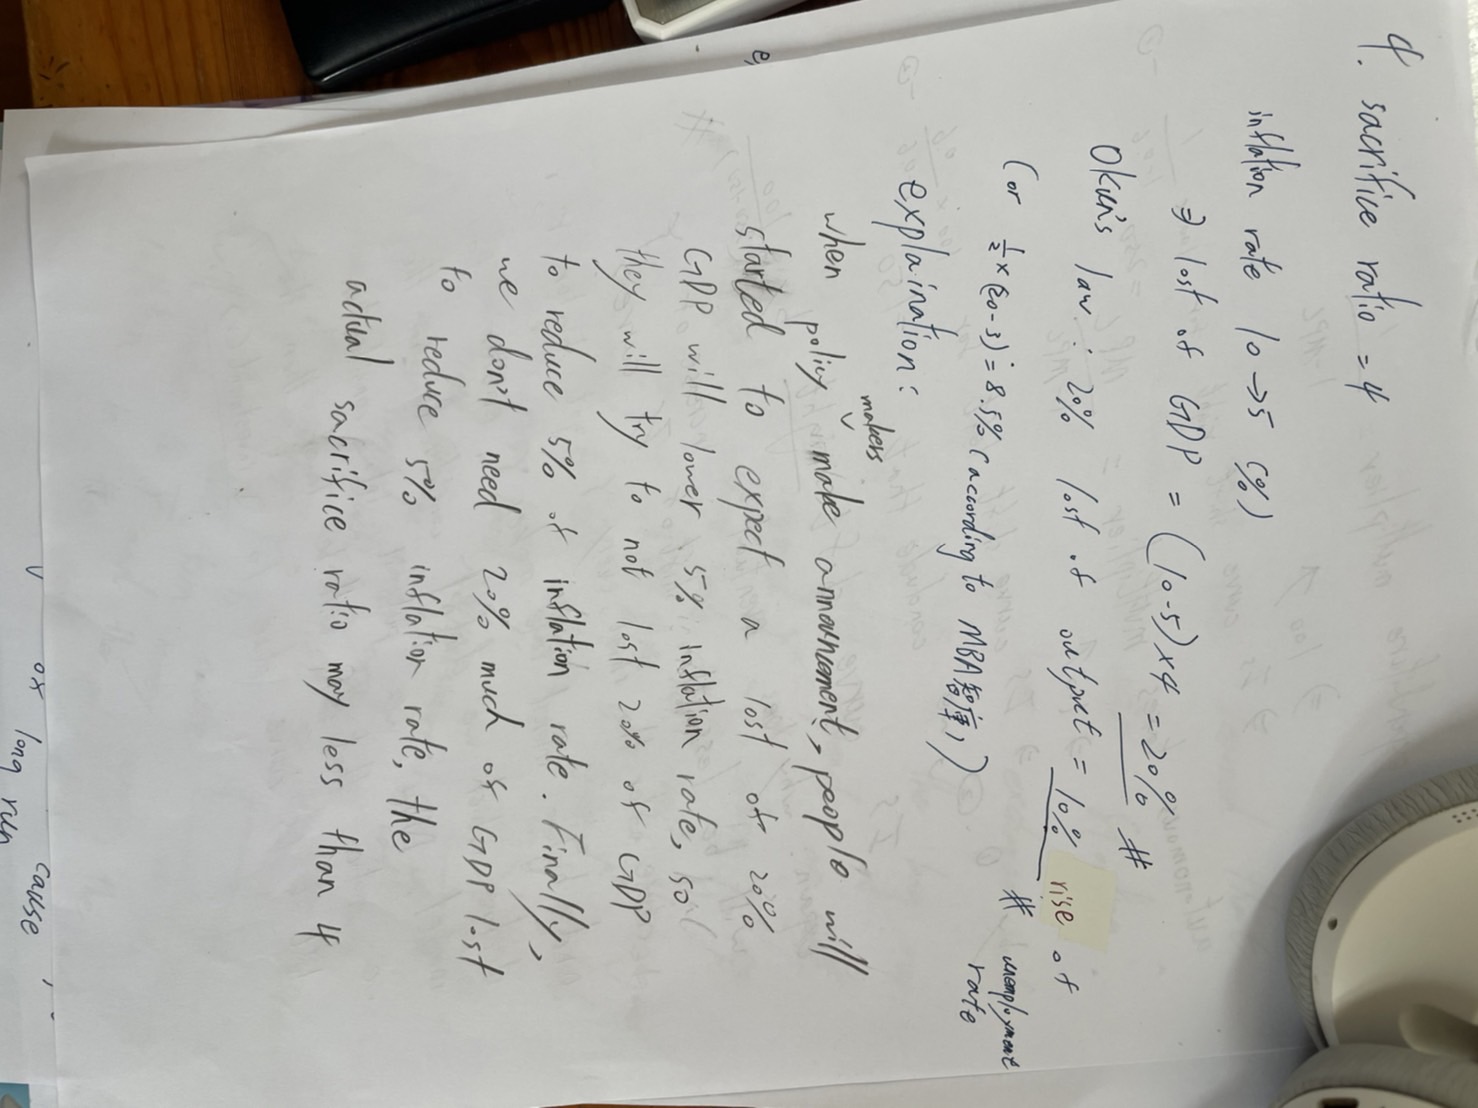 4. sacrifice ratio = 4
inflation rate 10→5 (%)
⇒ lost of GDP = (10-5)×4 = 20% #
Okun's law : 20% lost of output = 10% rise of
# unemployment rate
(or ½×(20-3)≒8.5% (according to MBA智庫,)
explaination:
makers
when policy make announcement, people will
started to expect a lost of 20%
GDP will lower 5% inflation rate, so
they will try to not lost 20% of GDP
to reduce 5% of inflation rate. Finally,
we don't need 20% much of GDP lost
to reduce 5% inflation rate, the
actual sacrifice ratio may less than 4
cause
long run